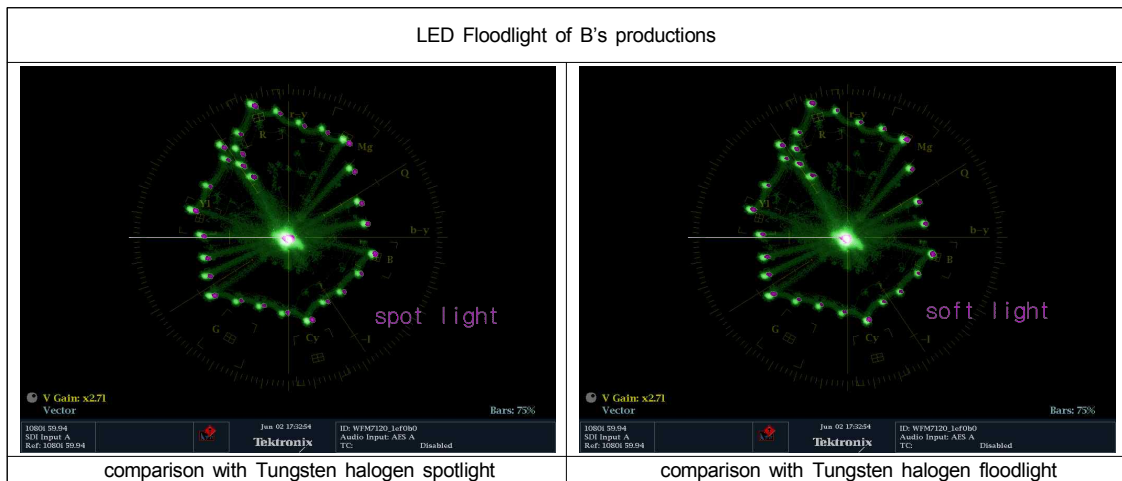 LED Floodlight of B's productions
r-y
R
Mg
Q
Yl
b-y
B
spot light
G
Cy
-I
V Gain: x2.71
Vector
Bars: 75%
1080i 59.94
SDI Input A
Ref: 1080i 59.94
Jun 02 17:32:54
Tektronix
ID: WFM7120_1ef0b0
Audio Input: AES A
TC: Disabled
comparison with Tungsten halogen spotlight
r-y
R
Mg
Q
Yl
b-y
B
soft light
G
Cy
-I
V Gain: x2.71
Vector
Bars: 75%
1080i 59.94
SDI Input A
Ref: 1080i 59.94
Jun 02 17:32:54
Tektronix
ID: WFM7120_1ef0b0
Audio Input: AES A
TC: Disabled
comparison with Tungsten halogen floodlight